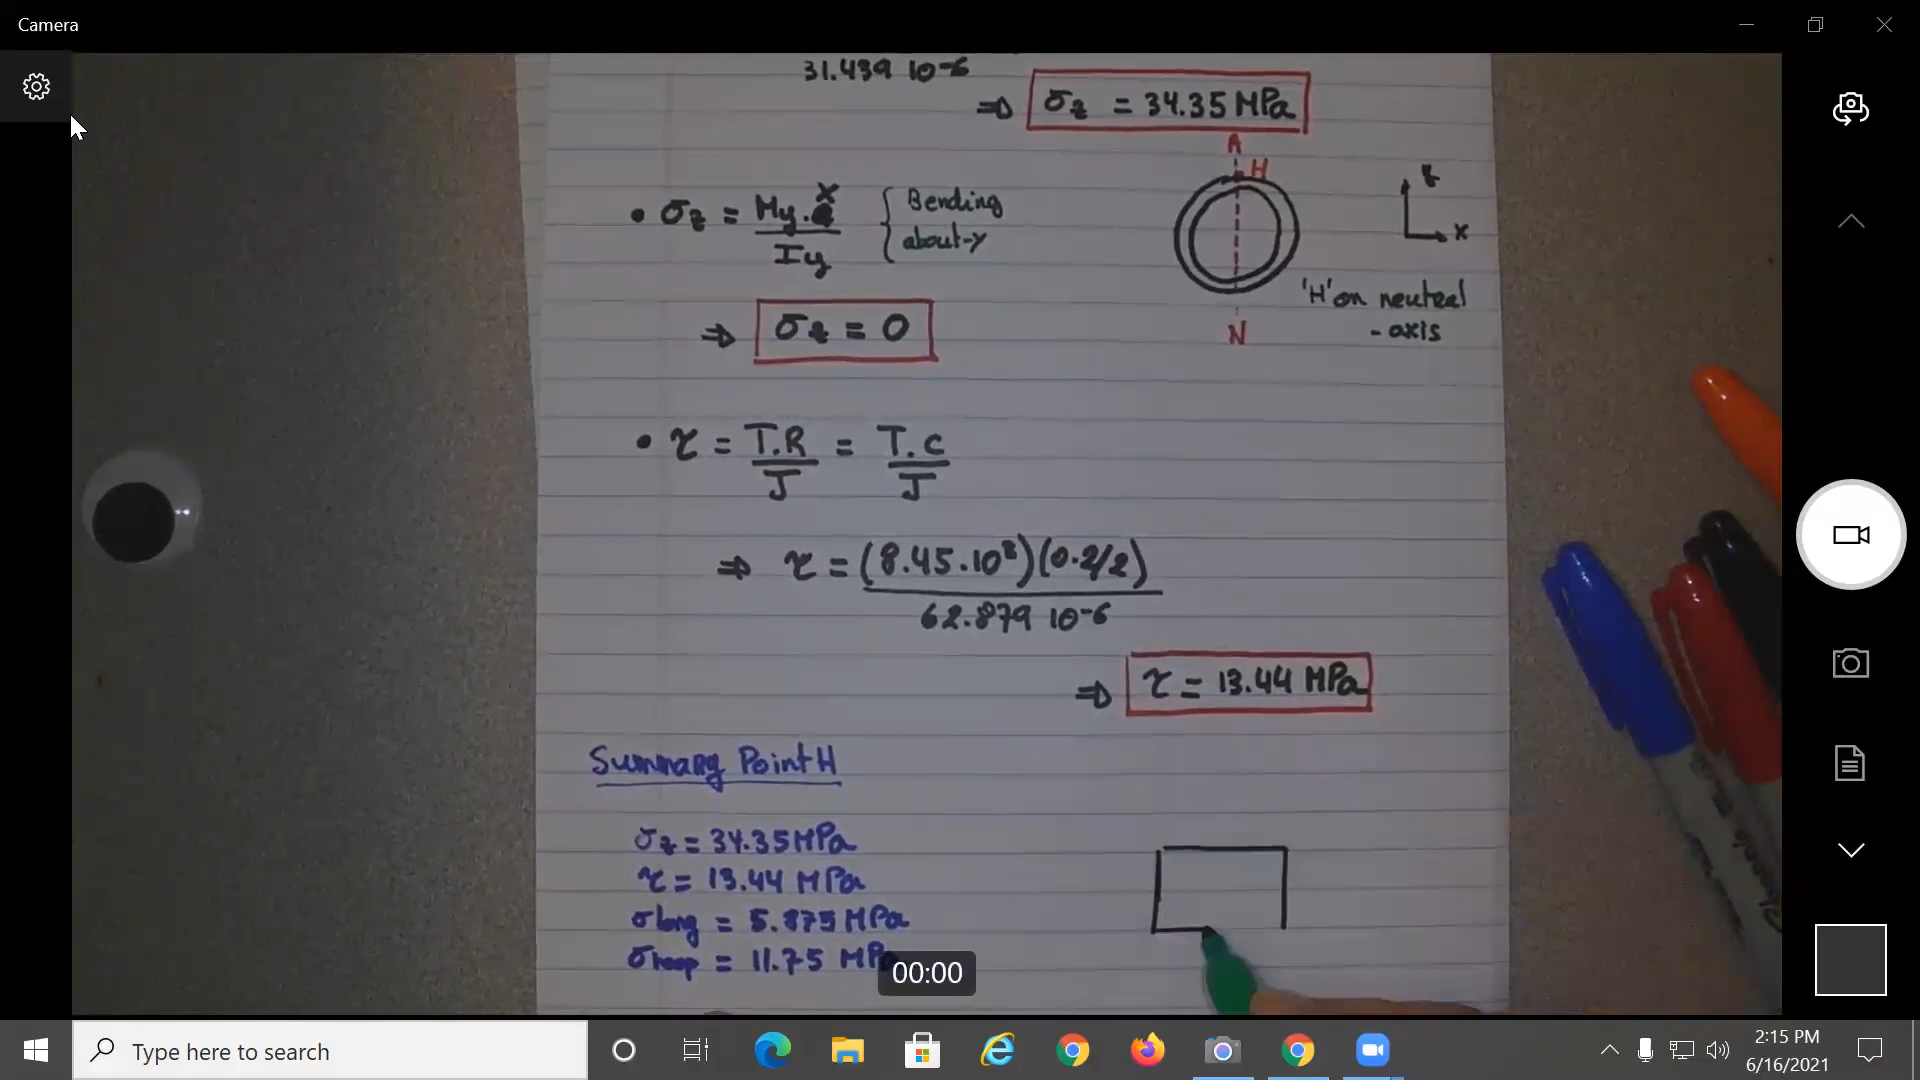 Camera
31.439 10⁻⁶
⇒ σz = 34.35 MPa
A
H
• σz = My.x / Iy { Bending about-y
z
x
'H' on neutral
- axis
⇒ σz = 0
N
• τ = T.R / J = T.C / J
⇒ τ = (8.45.10³)(0.2/2)
62.879 10⁻⁶
⇒ τ = 13.44 MPa
Summary Point H
σz = 34.35 MPa
τ = 13.44 MPa
σlong = 5.875 MPa
σhoop = 11.75 MPa
00:00
Type here to search
2:15 PM
6/16/2021